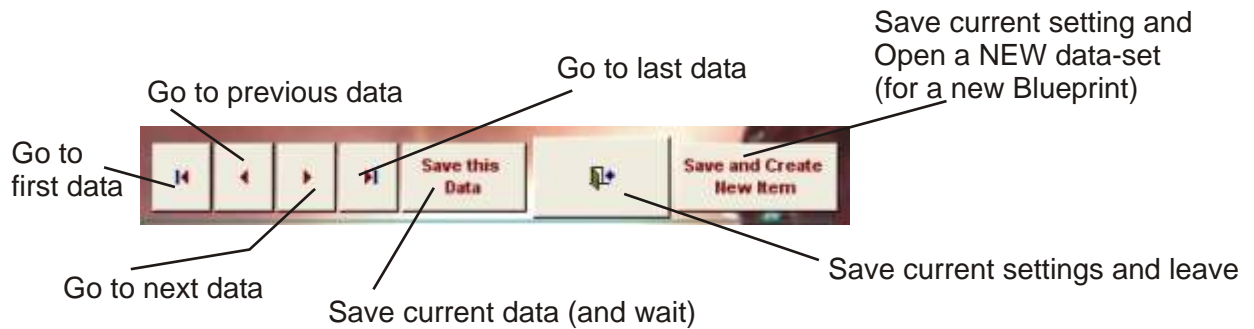 Save current setting and
Open a NEW data-set
(for a new Blueprint)
Go to last data
Go to previous data
Go to
first data
Save this
Data
Save and Create
New Item
Go to next data
Save current settings and leave
Save current data (and wait)